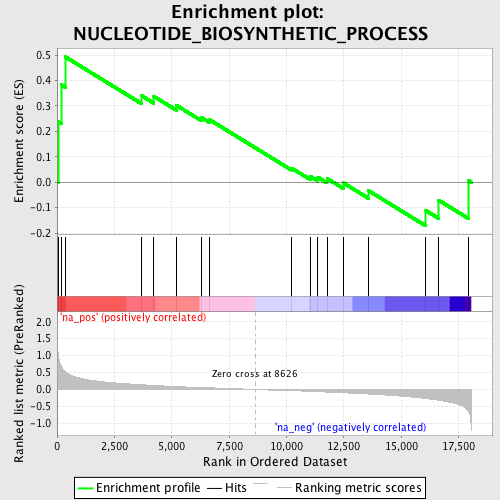 Enrichment plot:
NUCLEOTIDE_BIOSYNTHETIC_PROCESS
Enrichment score (ES)
0.5
0.4
0.3
0.2
0.1
0.0
-0.1
-0.2
'na_pos' (positively correlated)
Ranked list metric (PreRanked)
2.0
1.5
1.0
0.5
0.0
-0.5
-1.0
Zero cross at 8626
'na_neg' (negatively correlated)
0
2,500
5,000
7,500
10,000
12,500
15,000
17,500
Rank in Ordered Dataset
Enrichment profile
Hits
Ranking metric scores